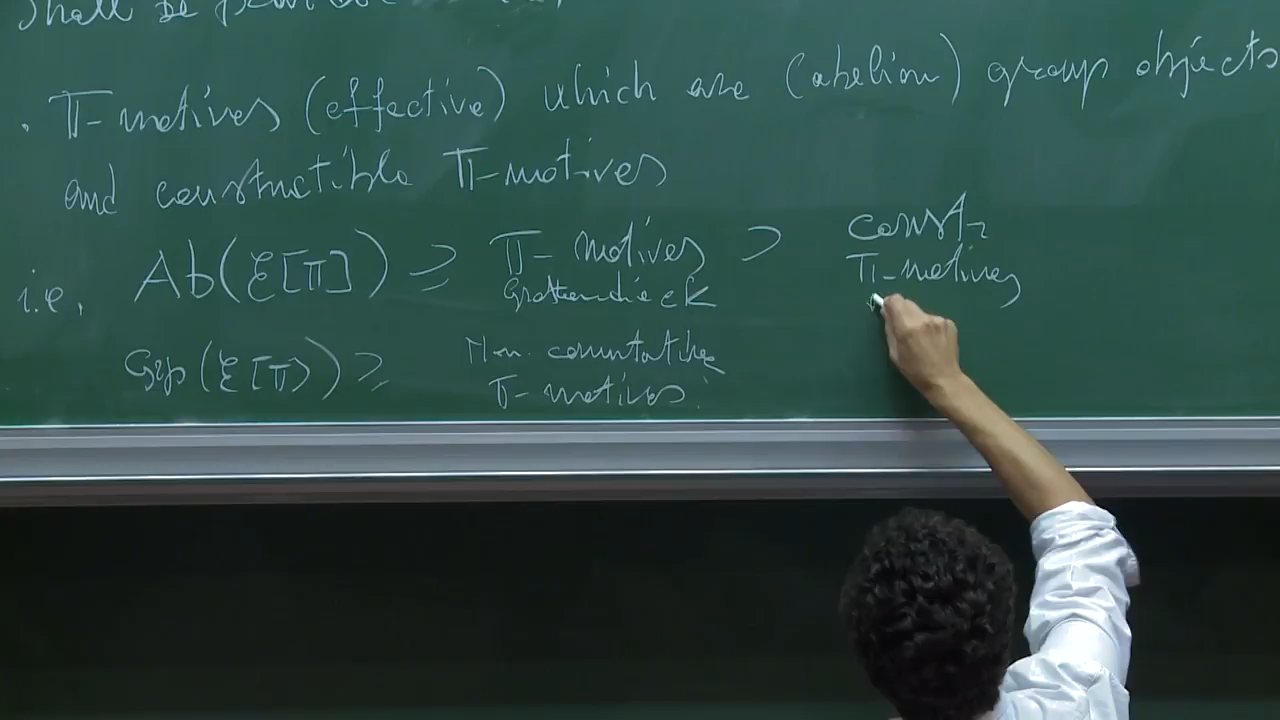 Shall be
· 𝕋-motives (effective) which are (abelian) group objects
and constructible 𝕋-motives
i.e. Ab(ℰ[𝕋]) ≥ 𝕋-motives > const.
Grothendieck 𝕋-motives
Grp(ℰ[𝕋]) ≥ Non. commutative
𝕋-motives.